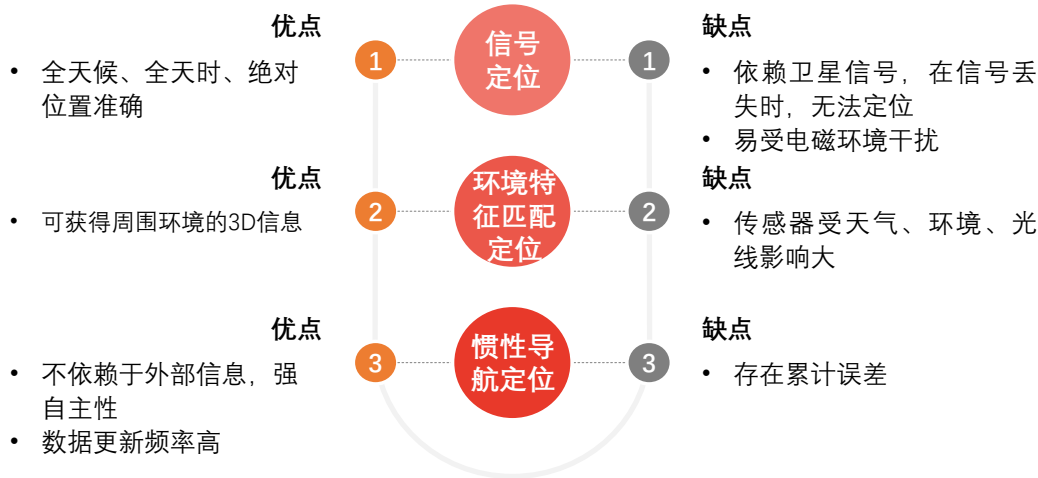 优点
1
信号
定位
1
缺点
• 全天候、全天时、绝对
位置准确
• 依赖卫星信号，在信号丢
失时，无法定位
• 易受电磁环境干扰
优点
2
环境特
征匹配
定位
2
缺点
• 可获得周围环境的3D信息
• 传感器受天气、环境、光
线影响大
优点
3
惯性导
航定位
3
缺点
• 不依赖于外部信息，强
自主性
• 数据更新频率高
• 存在累计误差